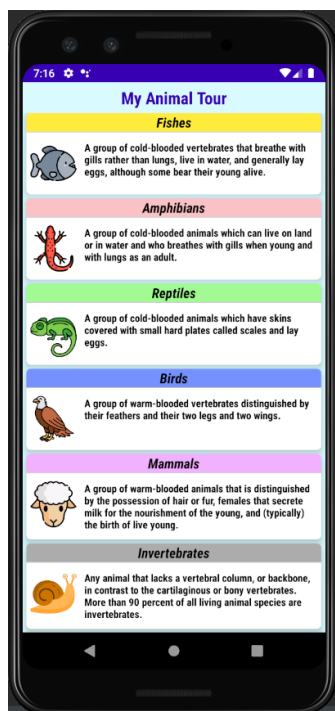 7:16
My Animal Tour
Fishes
A group of cold-blooded vertebrates that breathe with
gills rather than lungs, live in water, and generally lay
eggs, although some bear their young alive.
Amphibians
A group of cold-blooded animals which can live on land
or in water and who breathes with gills when young and
with lungs as an adult.
Reptiles
A group of cold-blooded animals which have skins
covered with small hard plates called scales and lay
eggs.
Birds
A group of warm-blooded vertebrates distinguished by
their feathers and their two legs and two wings.
Mammals
A group of warm-blooded animals that is distinguished
by the possession of hair or fur, females that secrete
milk for the nourishment of the young, and (typically)
the birth of live young.
Invertebrates
Any animal that lacks a vertebral column, or backbone,
in contrast to the cartilaginous or bony vertebrates.
More than 90 percent of all living animal species are
invertebrates.